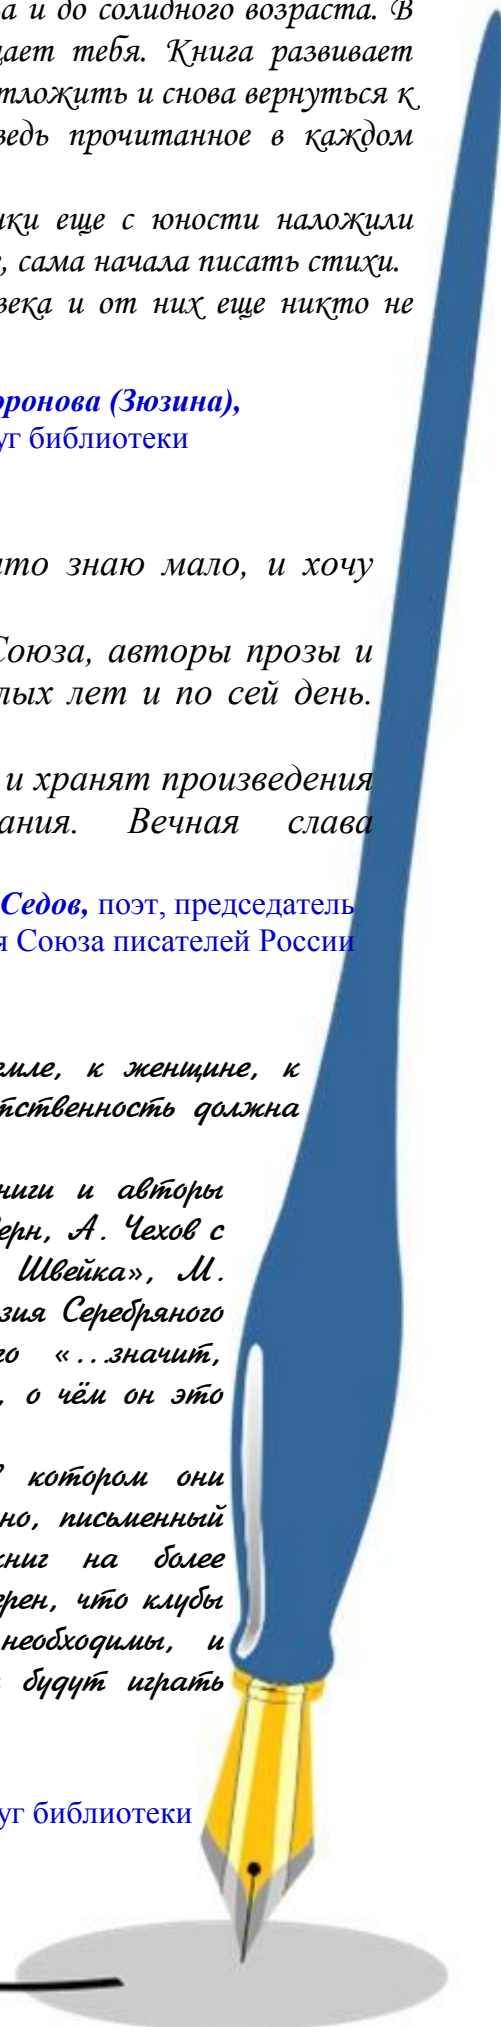 а и до солидного возраста. В
дает тебя. Книга развивает
тложить и снова вернуться к
ведь прочитанное в каждом
ики еще с юности наложили
, сама начала писать стихи.
века и от них еще никто не
оронова (Зюзина),
уг библиотеки
что знаю мало, и хочу
Союза, авторы прозы и
лых лет и по сей день.
и хранят произведения
ания. Вечная слава
Седов, поэт, председатель
я Союза писателей России
емле, к женщине, к
тственность должна
ниги и авторы
Верн, А. Чехов с
Швейка», М.
зия Серебряного
го «...значит,
, о чём он это
котором они
но, письменный
книг на более
ерен, что клубы
необходимы, и
будут играть
уг библиотеки